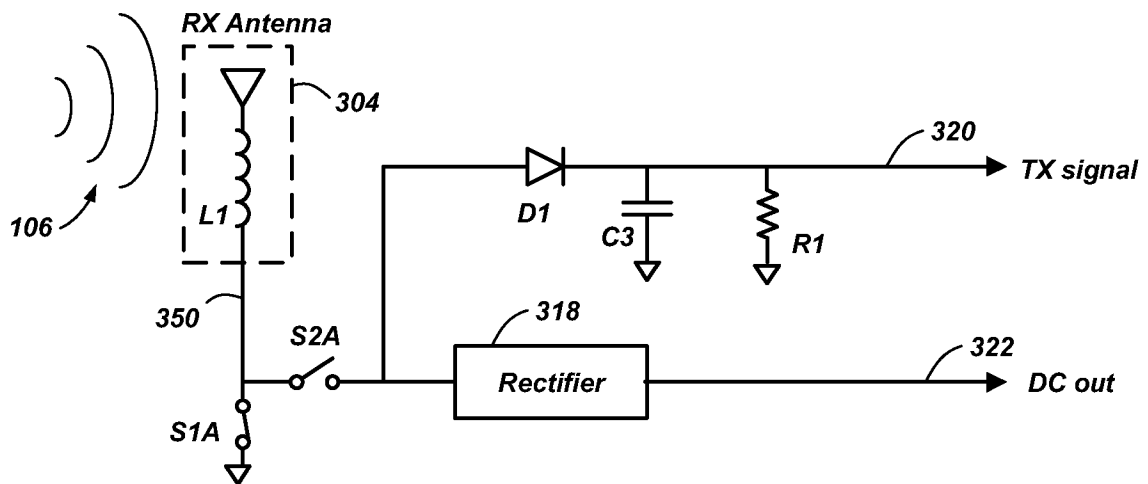 RX Antenna
304
106
L1
350
D1
C3
R1
320
TX signal
S2A
318
Rectifier
322
DC out
S1A